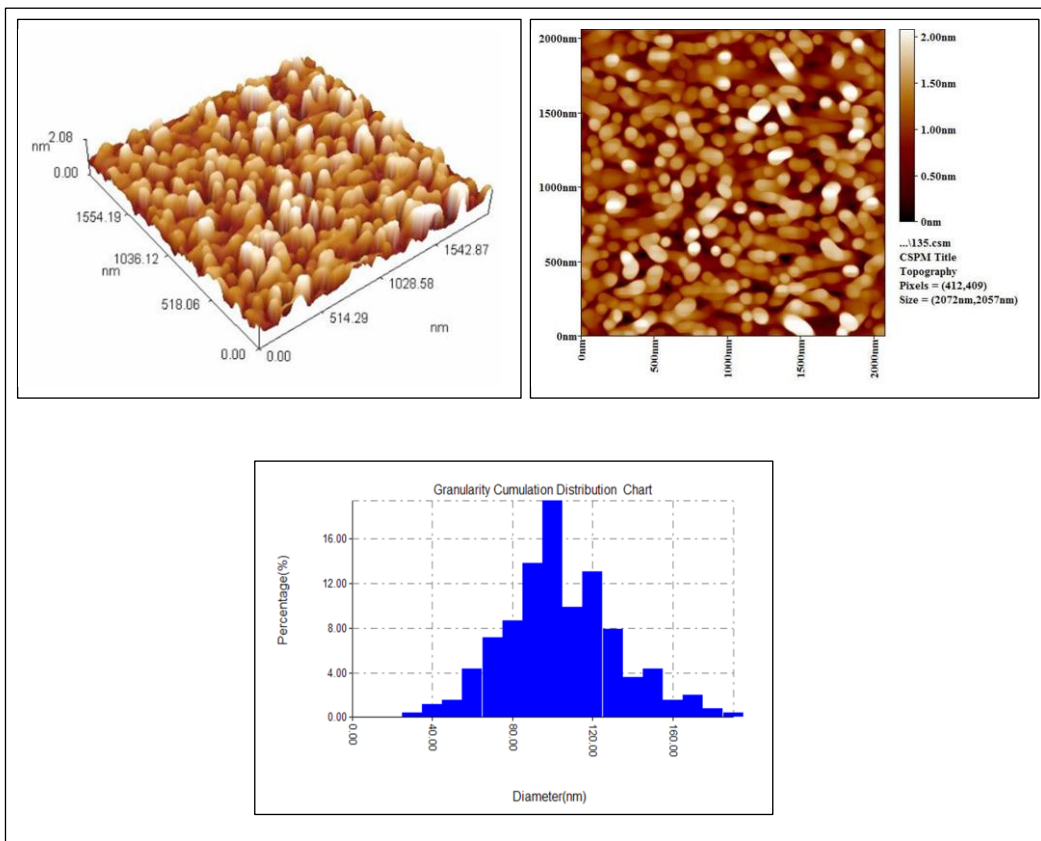 2.08
nm
0.00
1554.19
1036.12
nm
518.06
0.00
0.00
514.29
1028.58
1542.87
nm
2000nm
1500nm
1000nm
500nm
0nm
0nm
500nm
1000nm
1500nm
2000nm
2.00nm
1.50nm
1.00nm
0.50nm
0nm
...\135.csm
CSPM Title
Topography
Pixels = (412,409)
Size = (2072nm,2057nm)
Granularity Cumulation Distribution Chart
Percentage(%)
16.00
12.00
8.00
4.00
0.00
0.00
40.00
80.00
120.00
160.00
Diameter(nm)